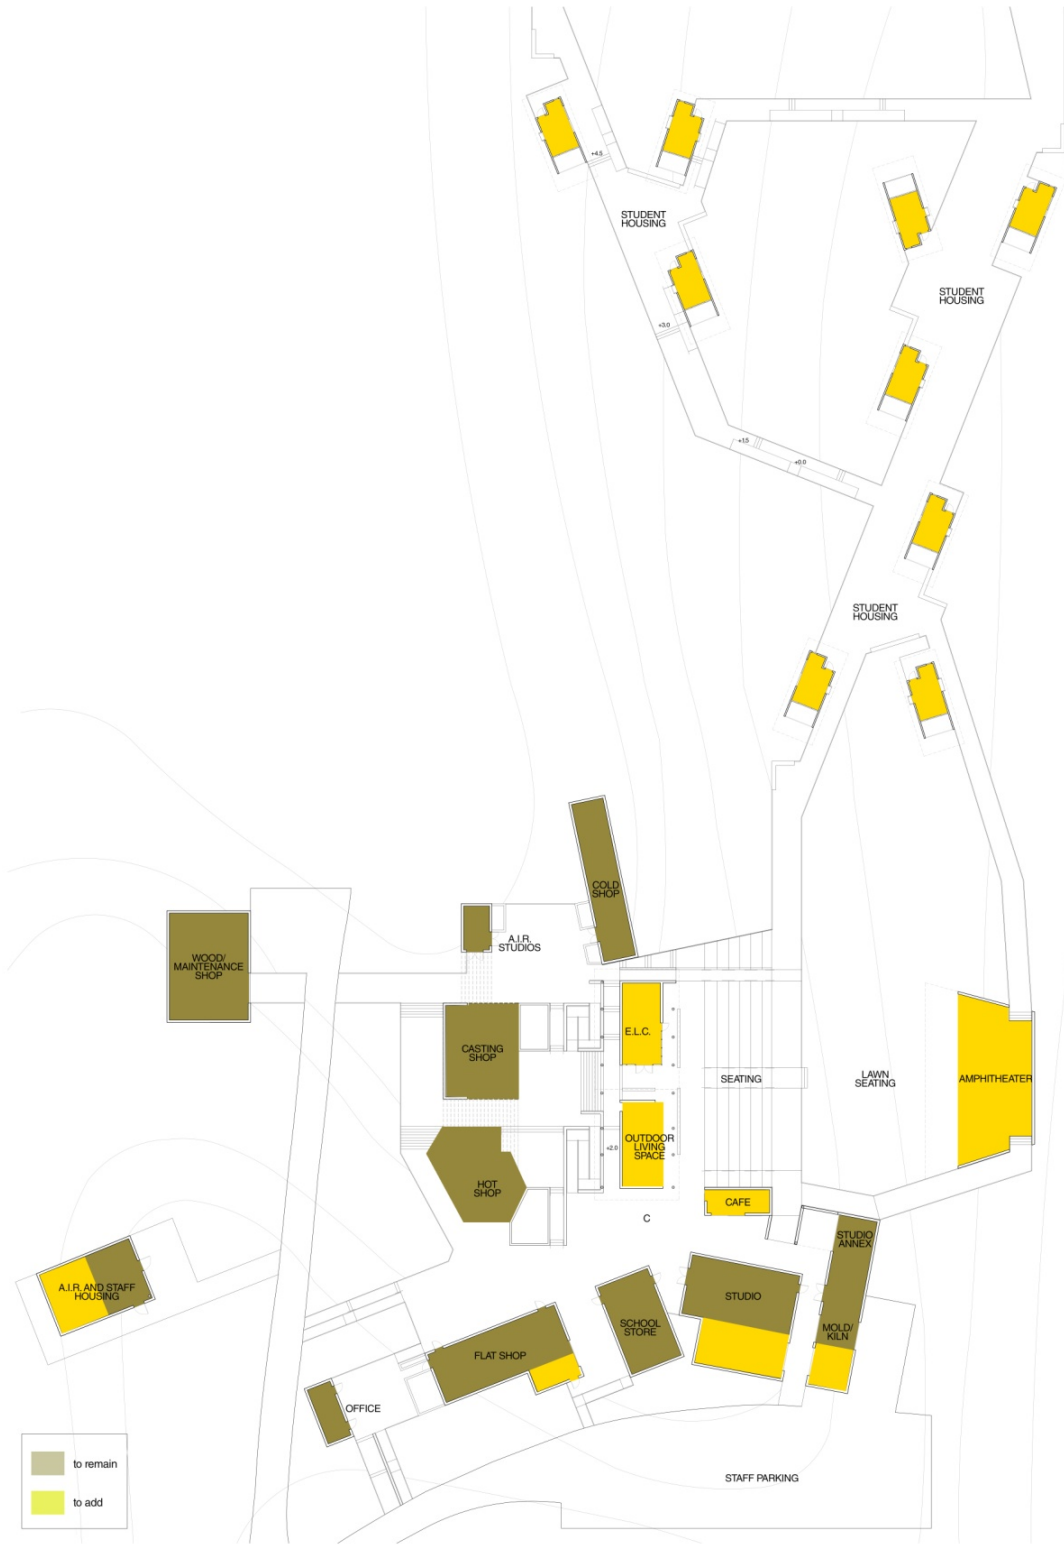 +4.5
STUDENT
HOUSING
STUDENT
HOUSING
+3.0
+1.5
+0.0
STUDENT
HOUSING
COLD
SHOP
A.I.R.
STUDIOS
WOOD/
MAINTENANCE
SHOP
E.L.C.
CASTING
SHOP
SEATING
LAWN
SEATING
AMPHITHEATER
OUTDOOR
LIVING
SPACE
+2.0
HOT
SHOP
CAFE
C
STUDIO
ANNEX
A.I.R. AND STAFF
HOUSING
STUDIO
SCHOOL
STORE
MOLD/
KILN
FLAT SHOP
OFFICE
to remain
to add
STAFF PARKING